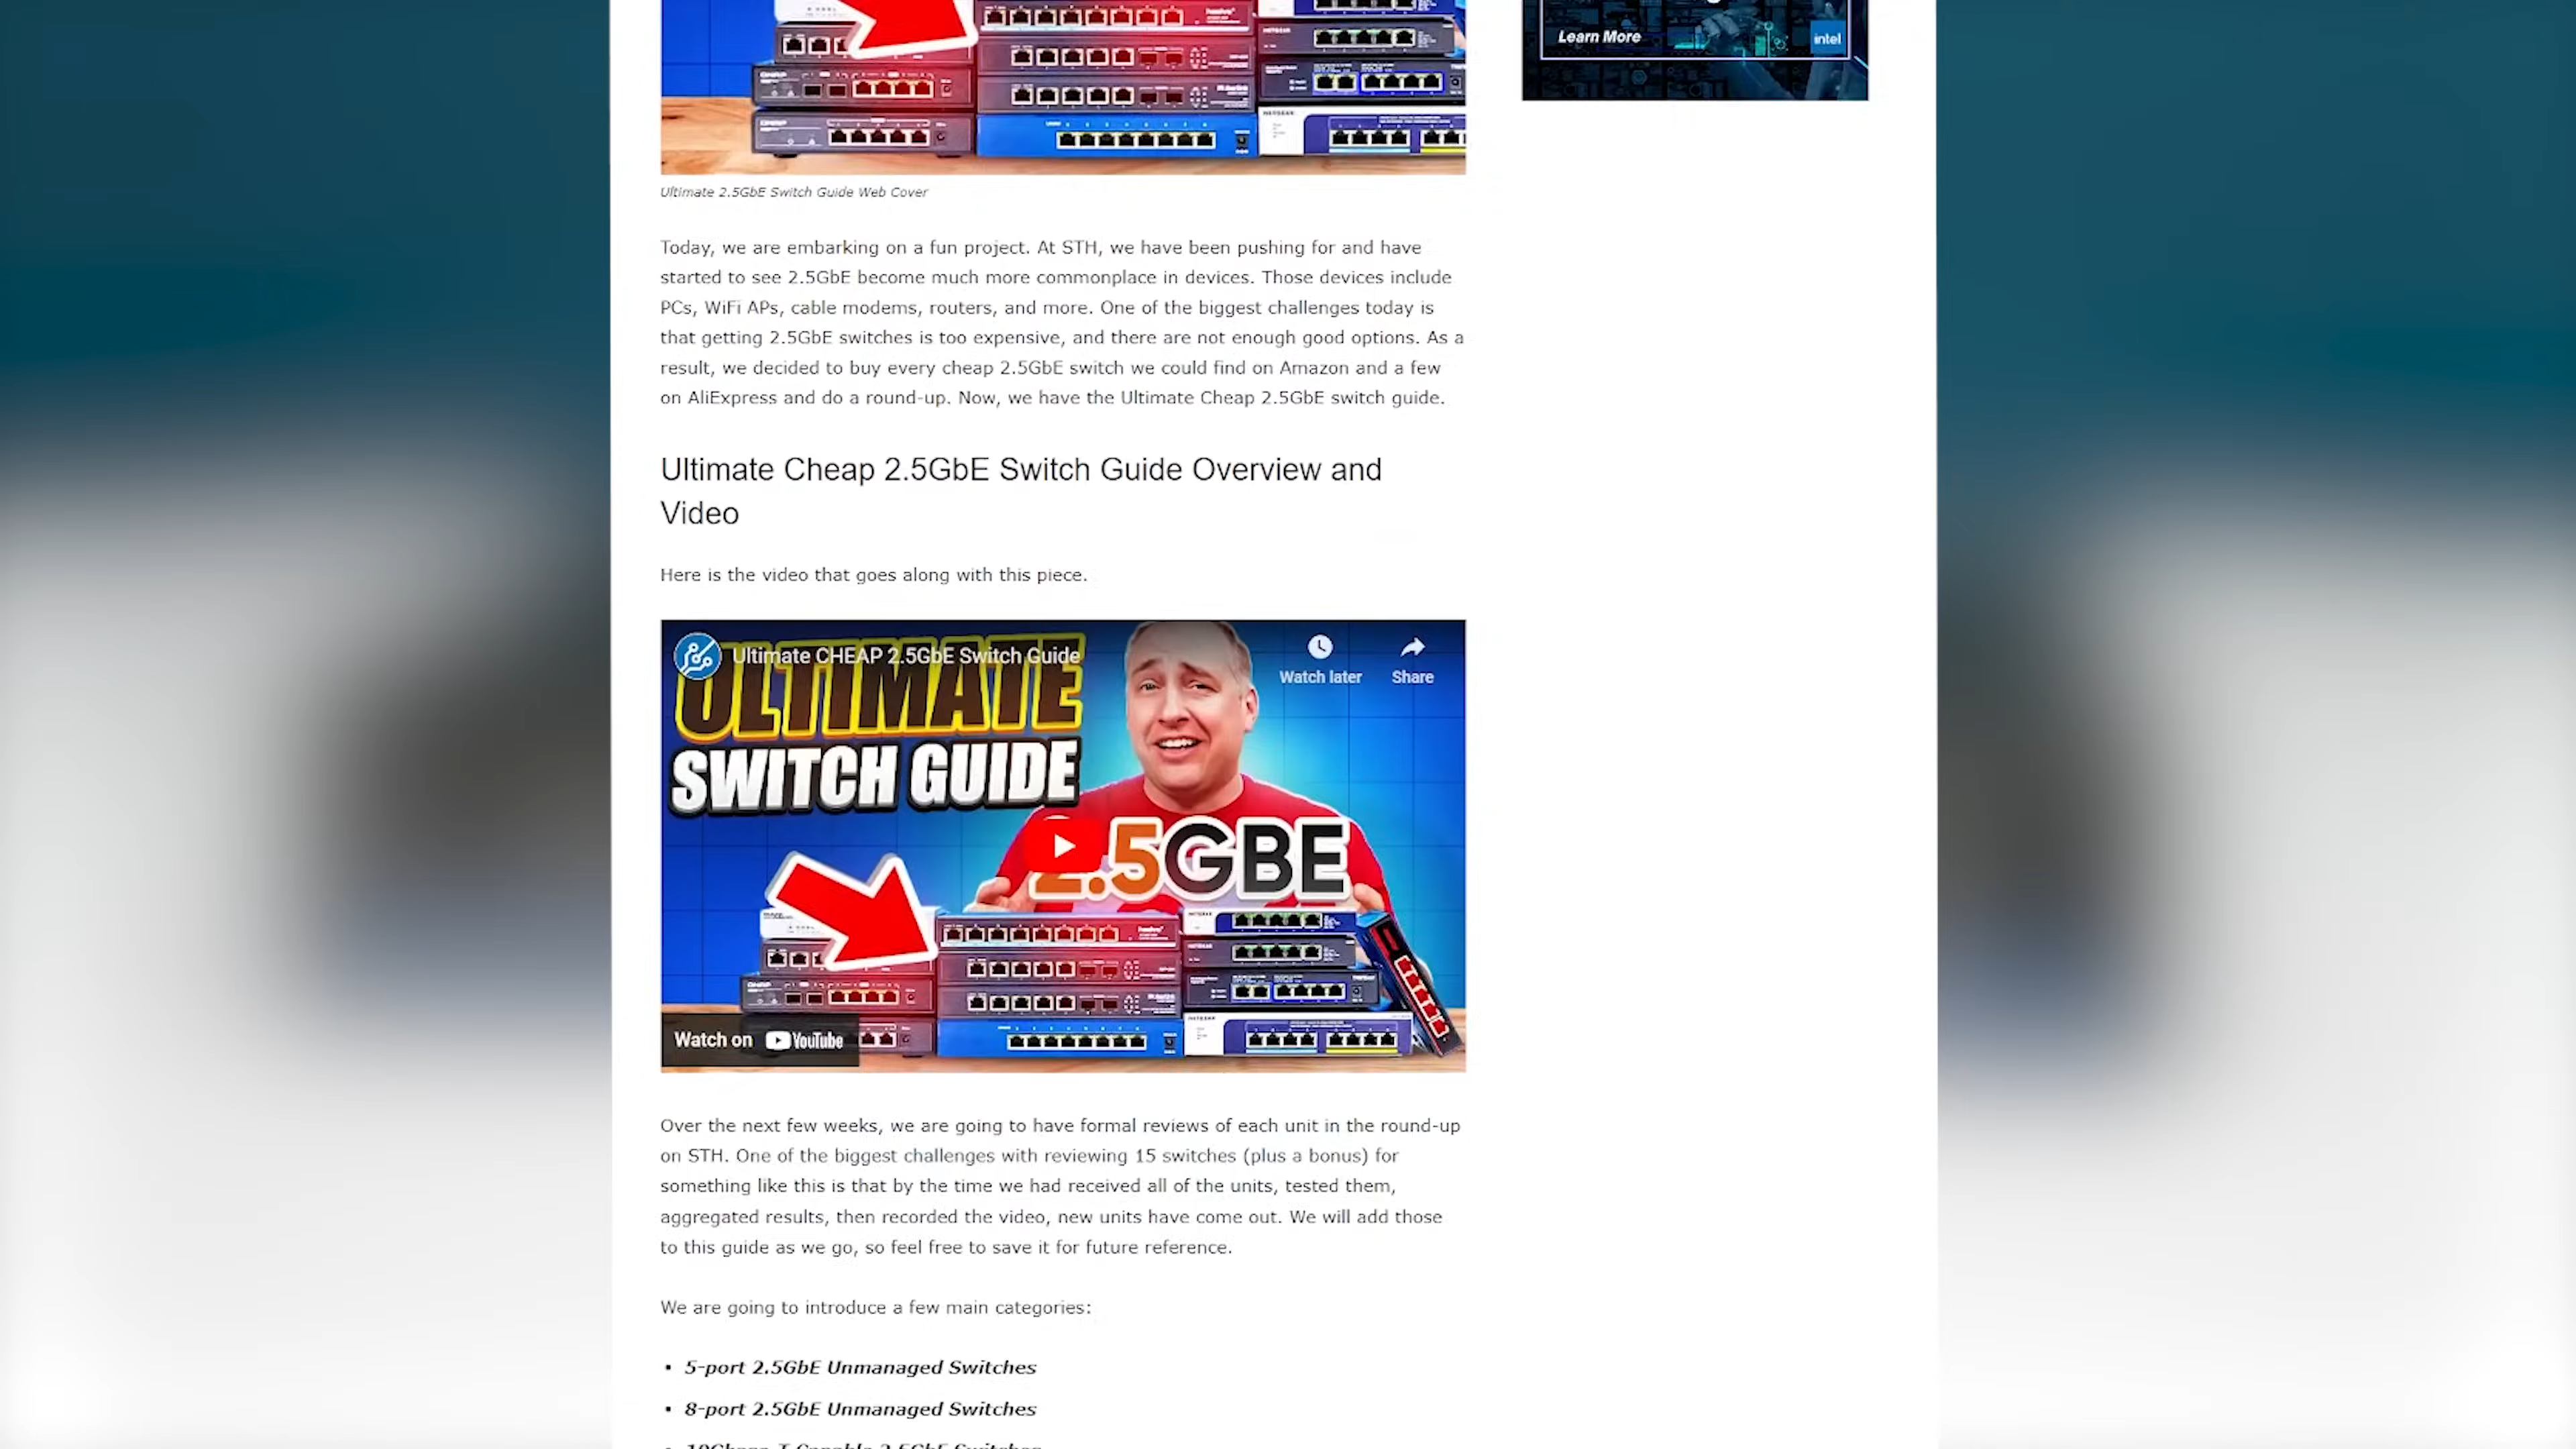 Learn More
intel
Ultimate 2.5GbE Switch Guide Web Cover
Today, we are embarking on a fun project. At STH, we have been pushing for and have
started to see 2.5GbE become much more commonplace in devices. Those devices include
PCs, WiFi APs, cable modems, routers, and more. One of the biggest challenges today is
that getting 2.5GbE switches is too expensive, and there are not enough good options. As a
result, we decided to buy every cheap 2.5GbE switch we could find on Amazon and a few
on AliExpress and do a round-up. Now, we have the Ultimate Cheap 2.5GbE switch guide.
Ultimate Cheap 2.5GbE Switch Guide Overview and
Video
Here is the video that goes along with this piece.
Ultimate CHEAP 2.5GbE Switch Guide
Watch later
Share
ULTIMATE
SWITCH GUIDE
2.5GBE
NETGEAR
NETGEAR
QNAP
NETGEAR
Watch on YouTube
Over the next few weeks, we are going to have formal reviews of each unit in the round-up
on STH. One of the biggest challenges with reviewing 15 switches (plus a bonus) for
something like this is that by the time we had received all of the units, tested them,
aggregated results, then recorded the video, new units have come out. We will add those
to this guide as we go, so feel free to save it for future reference.
We are going to introduce a few main categories:
▪ 5-port 2.5GbE Unmanaged Switches
▪ 8-port 2.5GbE Unmanaged Switches